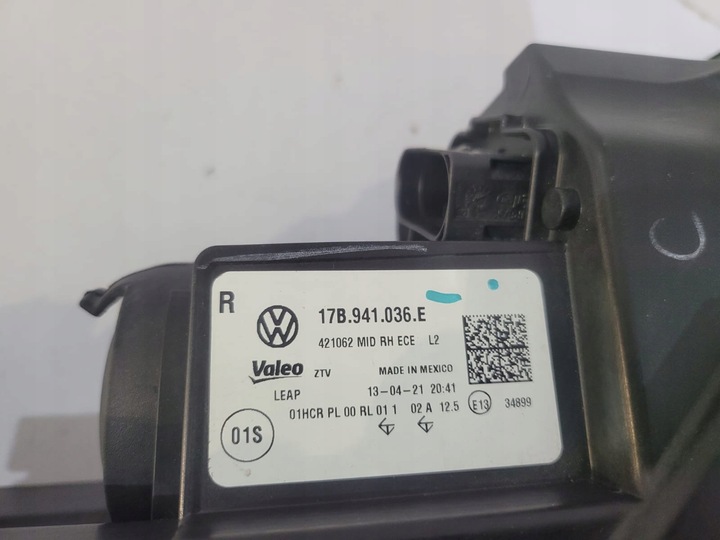 R
17B.941.036.E
421062 MID RH ECE L2
Valeo ZTV MADE IN MEXICO
LEAP 13-04-21 20:41
01HCR PL 00 RL 01 1 02 A 12.5 E13 34899
01S
C